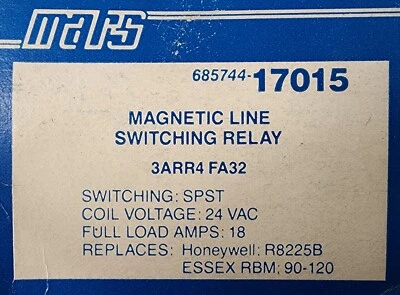 mars
685744-17015
MAGNETIC LINE
SWITCHING RELAY
3ARR4 FA32
SWITCHING: SPST
COIL VOLTAGE: 24 VAC
FULL LOAD AMPS: 18
REPLACES: Honeywell: R8225B
ESSEX RBM; 90-120